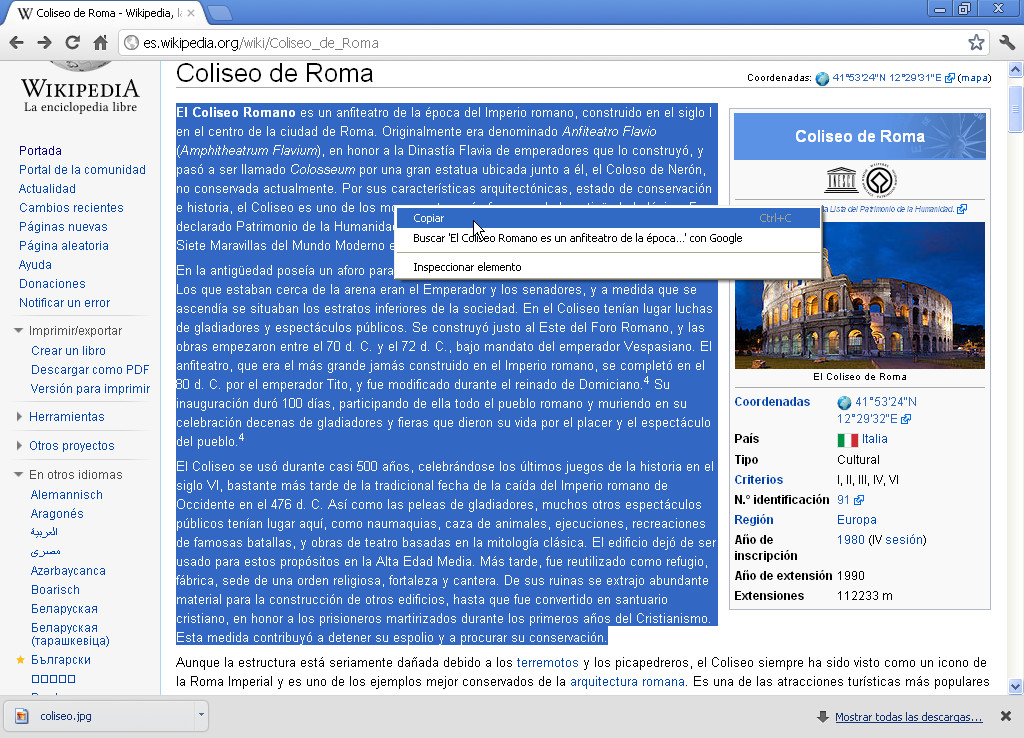 Coliseo de Roma - Wikipedia, l
es.wikipedia.org/wiki/Coliseo_de_Roma
WIKIPEDIA
La enciclopedia libre
Portada
Portal de la comunidad
Actualidad
Cambios recientes
Páginas nuevas
Página aleatoria
Ayuda
Donaciones
Notificar un error
Imprimir/exportar
Crear un libro
Descargar como PDF
Versión para imprimir
Herramientas
Otros proyectos
En otros idiomas
Alemannisch
Aragonés
العربية
مصرى
Azərbaycanca
Boarisch
Беларуская
Беларуская
(тарашкевіца)
Български
Coliseo de Roma
Coordenadas: 41°53′24″N 12°29′31″E (mapa)
El Coliseo Romano es un anfiteatro de la época del Imperio romano, construido en el siglo I
en el centro de la ciudad de Roma. Originalmente era denominado Anfiteatro Flavio
(Amphitheatrum Flavium), en honor a la Dinastía Flavia de emperadores que lo construyó, y
pasó a ser llamado Colosseum por una gran estatua ubicada junto a él, el Coloso de Nerón,
no conservada actualmente. Por sus características arquitectónicas, estado de conservación
e historia, el Coliseo es uno de los
declarado Patrimonio de la Humanidad
Siete Maravillas del Mundo Moderno
Copiar Ctrl+C
Buscar 'El Coliseo Romano es un anfiteatro de la época...' con Google
Inspeccionar elemento
En la antigüedad poseía un aforo para
Los que estaban cerca de la arena eran el Emperador y los senadores, y a medida que se
ascendía se situaban los estratos inferiores de la sociedad. En el Coliseo tenían lugar luchas
de gladiadores y espectáculos públicos. Se construyó justo al Este del Foro Romano, y las
obras empezaron entre el 70 d. C. y el 72 d. C., bajo mandato del emperador Vespasiano. El
anfiteatro, que era el más grande jamás construido en el Imperio romano, se completó en el
80 d. C. por el emperador Tito, y fue modificado durante el reinado de Domiciano.4 Su
inauguración duró 100 días, participando de ella todo el pueblo romano y muriendo en su
celebración decenas de gladiadores y fieras que dieron su vida por el placer y el espectáculo
del pueblo.4
El Coliseo se usó durante casi 500 años, celebrándose los últimos juegos de la historia en el
siglo VI, bastante más tarde de la tradicional fecha de la caída del Imperio romano de
Occidente en el 476 d. C. Así como las peleas de gladiadores, muchos otros espectáculos
públicos tenían lugar aquí, como naumaquias, caza de animales, ejecuciones, recreaciones
de famosas batallas, y obras de teatro basadas en la mitología clásica. El edificio dejó de ser
usado para estos propósitos en la Alta Edad Media. Más tarde, fue reutilizado como refugio,
fábrica, sede de una orden religiosa, fortaleza y cantera. De sus ruinas se extrajo abundante
material para la construcción de otros edificios, hasta que fue convertido en santuario
cristiano, en honor a los prisioneros martirizados durante los primeros años del Cristianismo.
Esta medida contribuyó a detener su espolio y a procurar su conservación.
Aunque la estructura está seriamente dañada debido a los terremotos y los picapedreros, el Coliseo siempre ha sido visto como un icono de
la Roma Imperial y es uno de los ejemplos mejor conservados de la arquitectura romana. Es una de las atracciones turísticas más populares
Coliseo de Roma
la Lista del Patrimonio de la Humanidad.
El Coliseo de Roma
Coordenadas 41°53′24″N
12°29′32″E
País Italia
Tipo Cultural
Criterios I, II, III, IV, VI
N.° identificación 91
Región Europa
Año de 1980 (IV sesión)
inscripción
Año de extensión 1990
Extensiones 112233 m
coliseo.jpg
Mostrar todas las descargas...